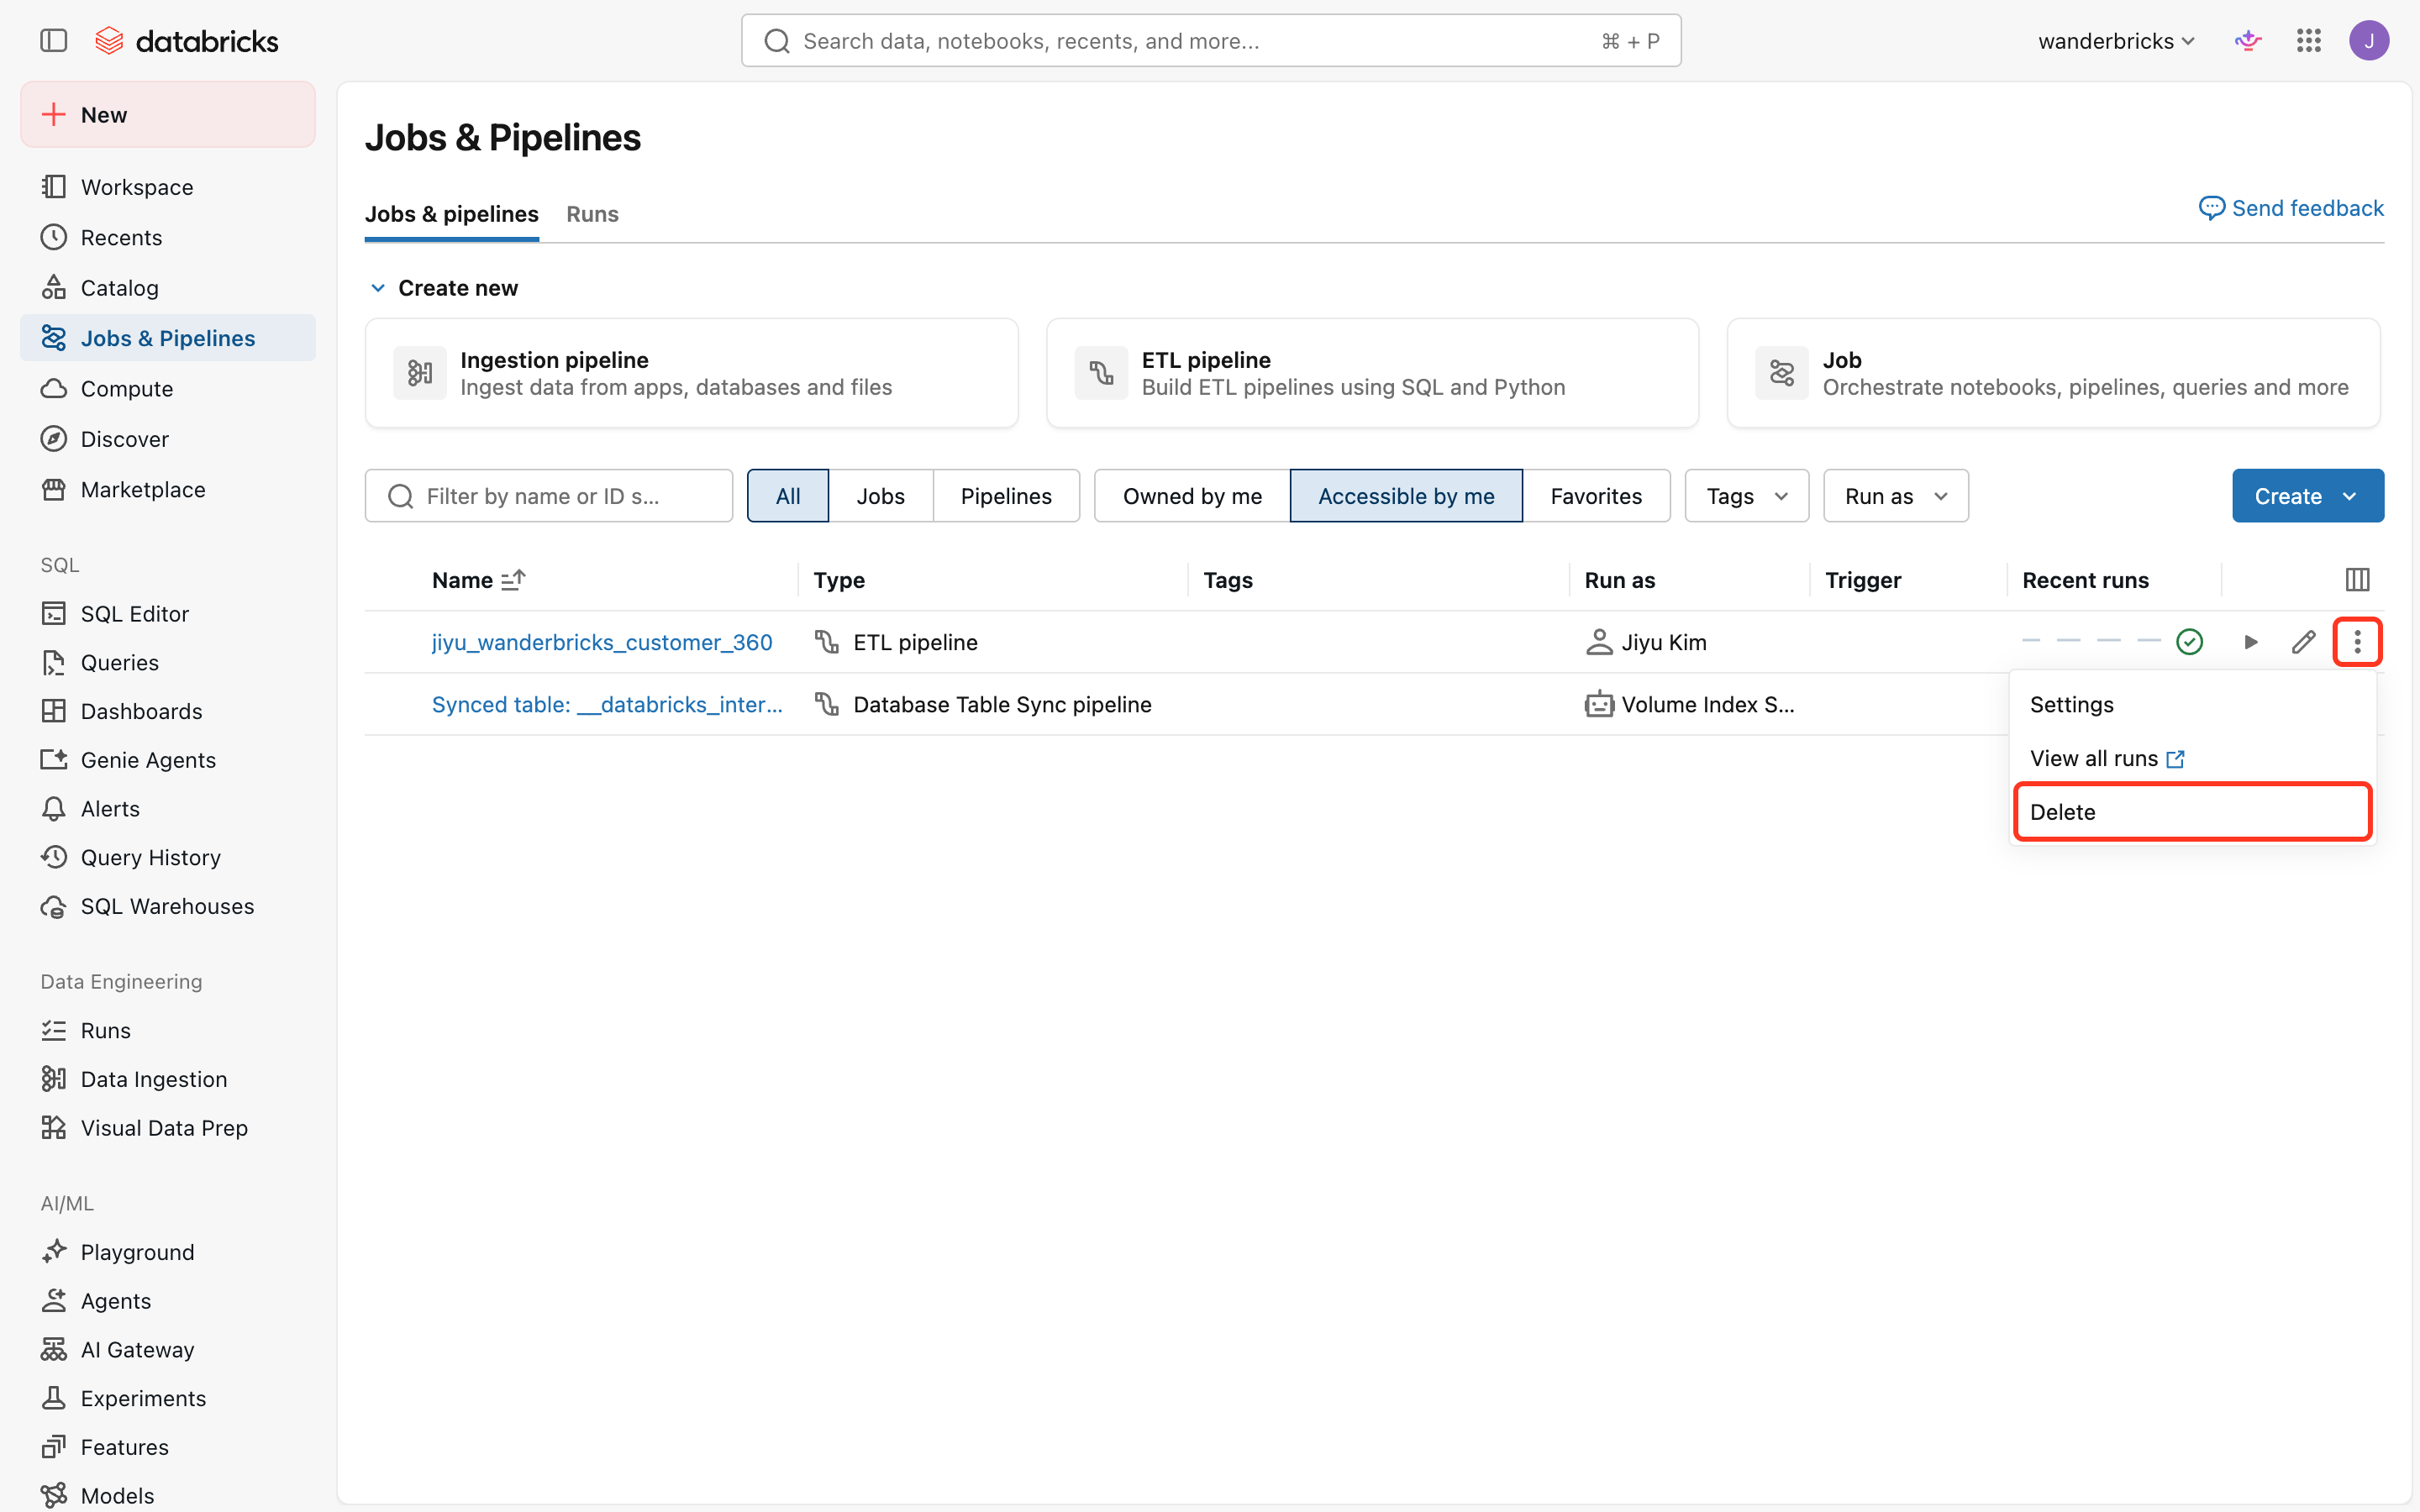 databricks
Search data, notebooks, recents, and more...
⌘ + P
wanderbricks
J
New
Workspace
Recents
Catalog
Jobs & Pipelines
Compute
Discover
Marketplace
SQL
SQL Editor
Queries
Dashboards
Genie Agents
Alerts
Query History
SQL Warehouses
Data Engineering
Runs
Data Ingestion
Visual Data Prep
AI/ML
Playground
Agents
AI Gateway
Experiments
Features
Models
Jobs & Pipelines
Jobs & pipelines
Runs
Send feedback
Create new
Ingestion pipeline
Ingest data from apps, databases and files
ETL pipeline
Build ETL pipelines using SQL and Python
Job
Orchestrate notebooks, pipelines, queries and more
Filter by name or ID s...
All
Jobs
Pipelines
Owned by me
Accessible by me
Favorites
Tags
Run as
Create
Name
Type
Tags
Run as
Trigger
Recent runs
jiyu_wanderbricks_customer_360
ETL pipeline
Jiyu Kim
Synced table: __databricks_inter...
Database Table Sync pipeline
Volume Index S...
Settings
View all runs
Delete